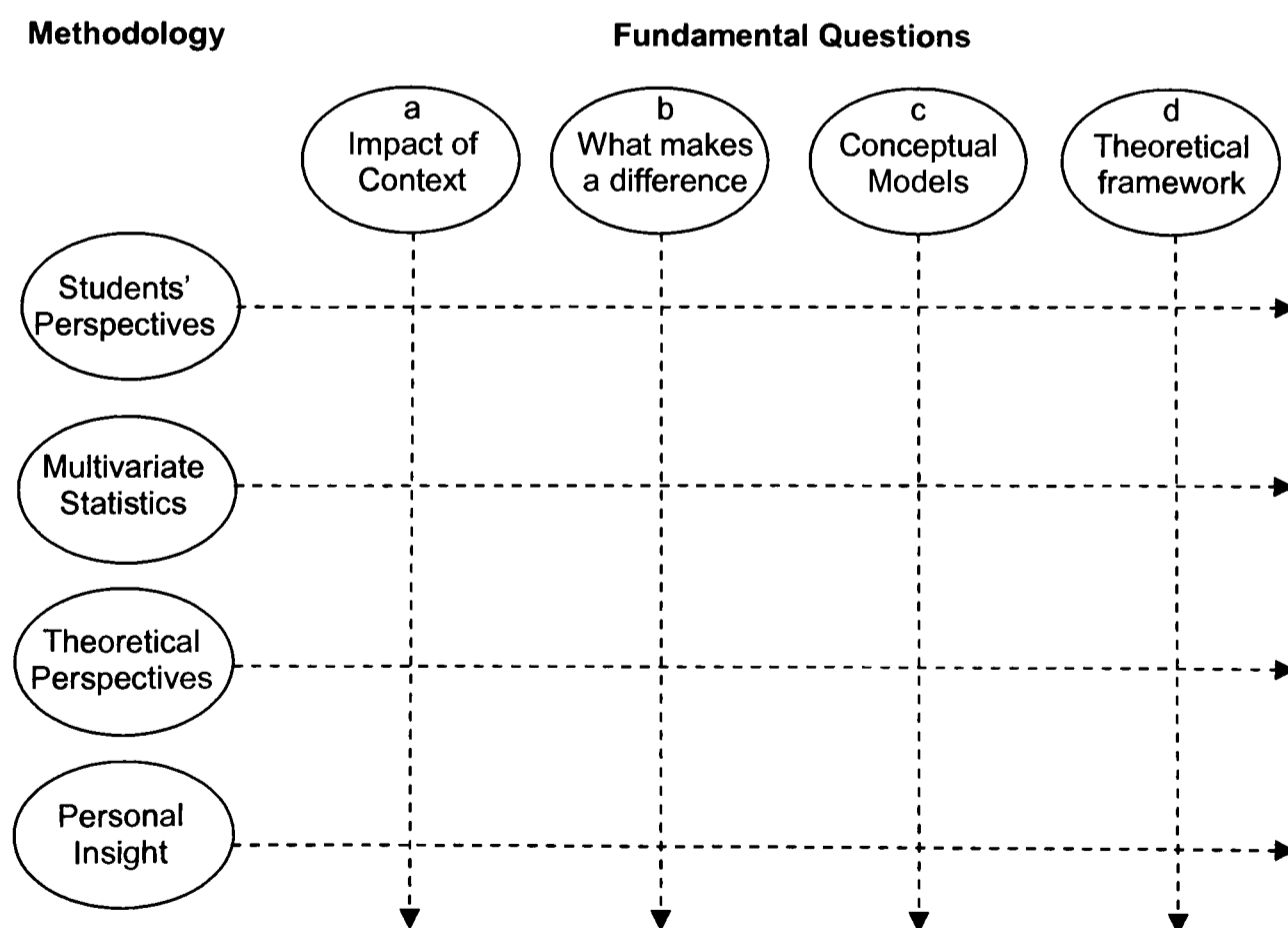 Methodology
Fundamental Questions
a
Impact of
Context
b
What makes
a difference
c
Conceptual
Models
d
Theoretical
framework
Students’
Perspectives
Multivariate
Statistics
Theoretical
Perspectives
Personal
Insight